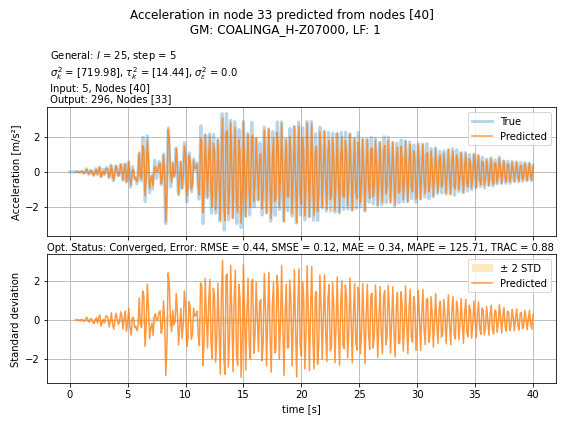 Acceleration in node 33 predicted from nodes [40]
GM: COALINGA_H-Z07000, LF: 1
General: l = 25, step = 5
σ²ₖ = [719.98], τ²ₖ = [14.44], σ²ₑ = 0.0
Input: 5, Nodes [40]
Output: 296, Nodes [33]
Acceleration [m/s²]
2
0
−2
True
Predicted
Opt. Status: Converged, Error: RMSE = 0.44, SMSE = 0.12, MAE = 0.34, MAPE = 125.71, TRAC = 0.88
Standard deviation
2
0
−2
± 2 STD
Predicted
0 5 10 15 20 25 30 35 40
time [s]